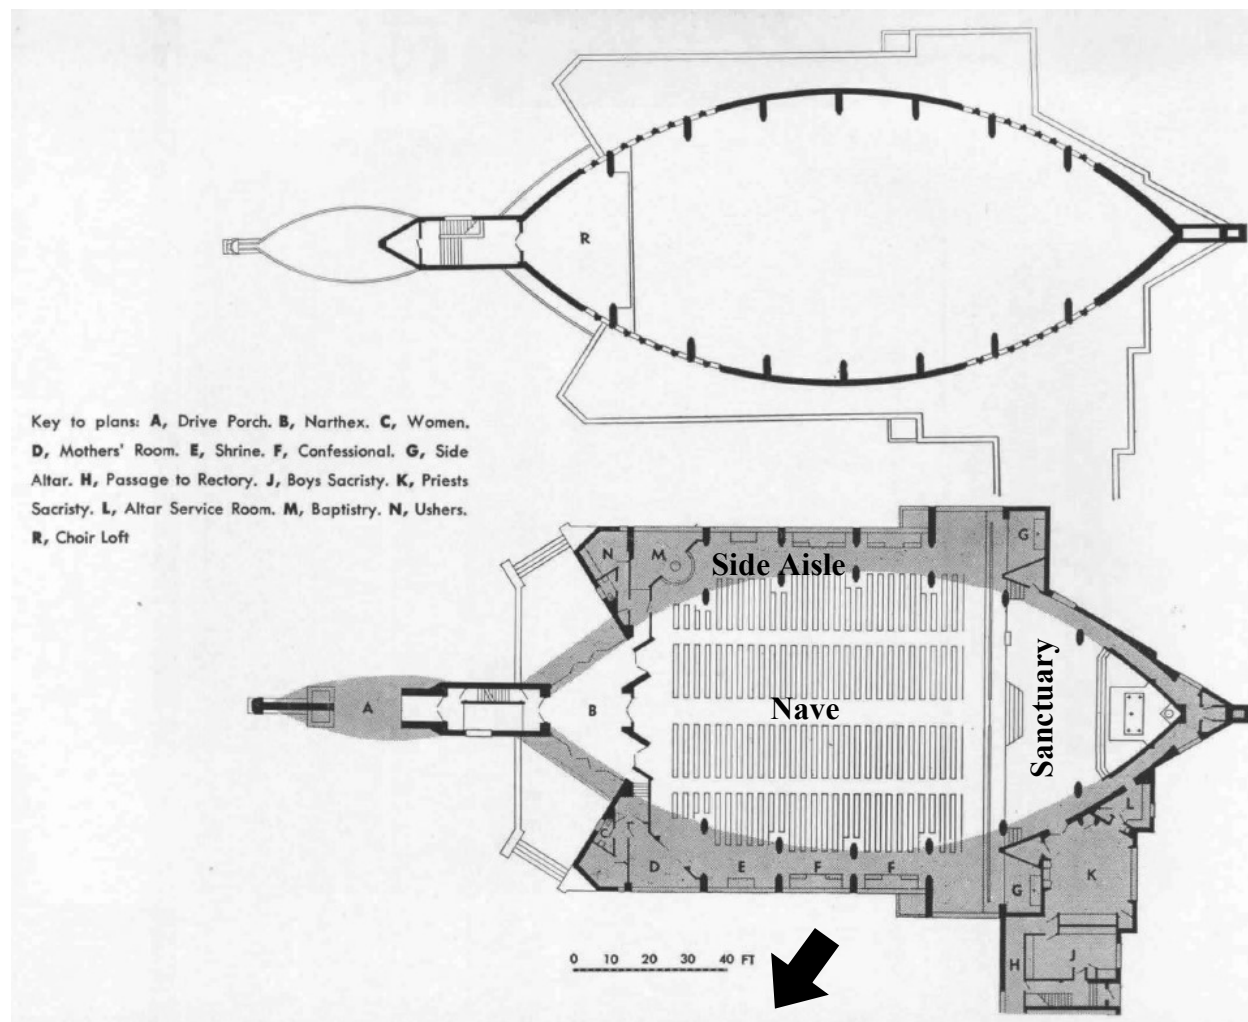 R
Key to plans: A, Drive Porch. B, Narthex. C, Women.
D, Mothers' Room. E, Shrine. F, Confessional. G, Side
Altar. H, Passage to Rectory. J, Boys Sacristy. K, Priests
Sacristy. L, Altar Service Room. M, Baptistry. N, Ushers.
R, Choir Loft
N
M
Side Aisle
G
A
B
Nave
Sanctuary
C
D
E
F
F
G
L
K
H
J
0 10 20 30 40 FT